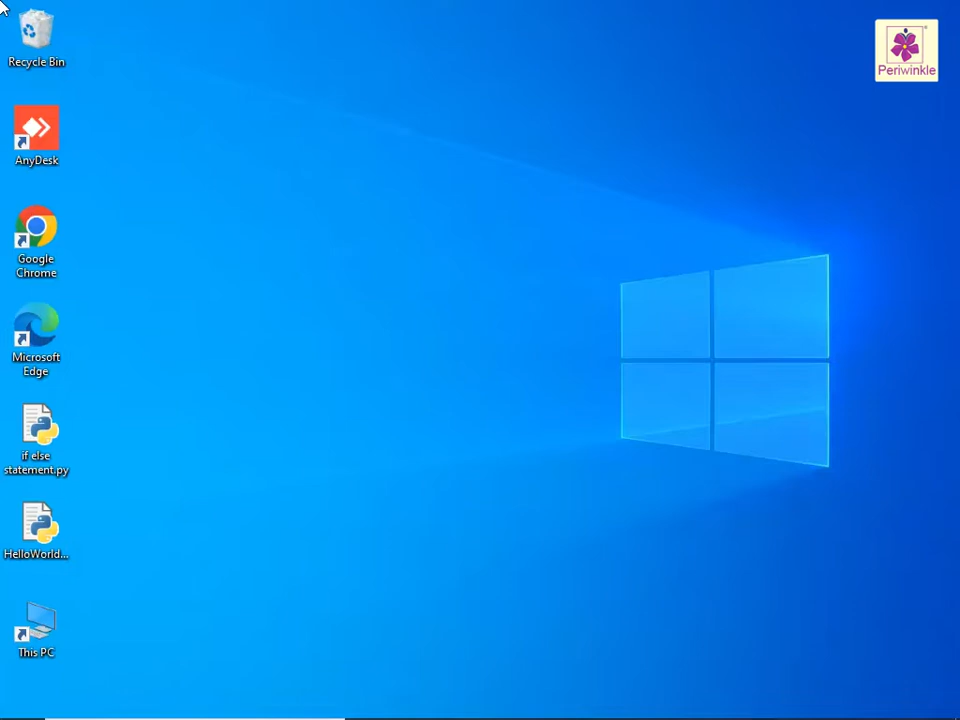 Recycle Bin
Periwinkle
AnyDesk
Google
Chrome
Microsoft
Edge
if else
statement.py
HelloWorld...
This PC